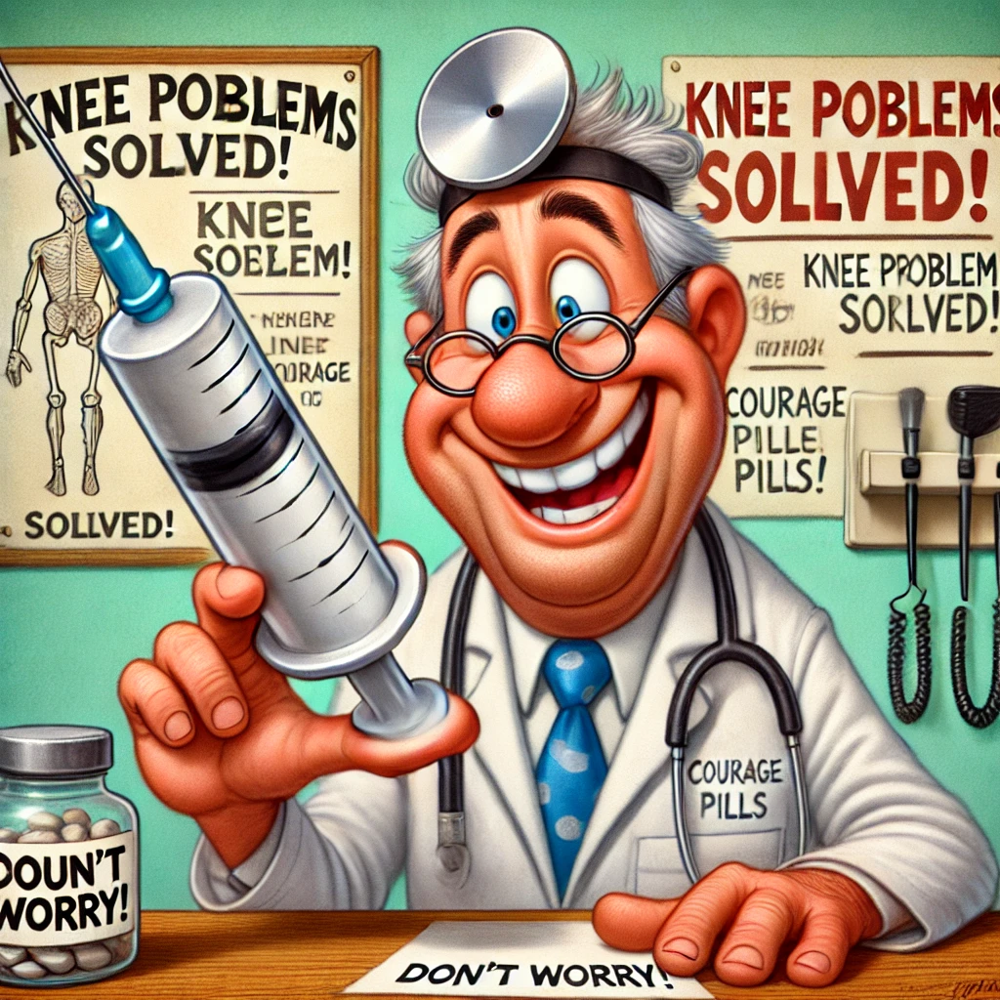 KNEE POBLEMS
SOLVED!
KNEE
SOELEM!
SOLLVED!
KNEE POBLEMS
SOLLVED!
KNEE PROBLEM
SORLVED!
COURAGE
PILLE
PILLS!
COURAGE
PILLS
DOUN'T
WORRY!
DON'T WORRY!